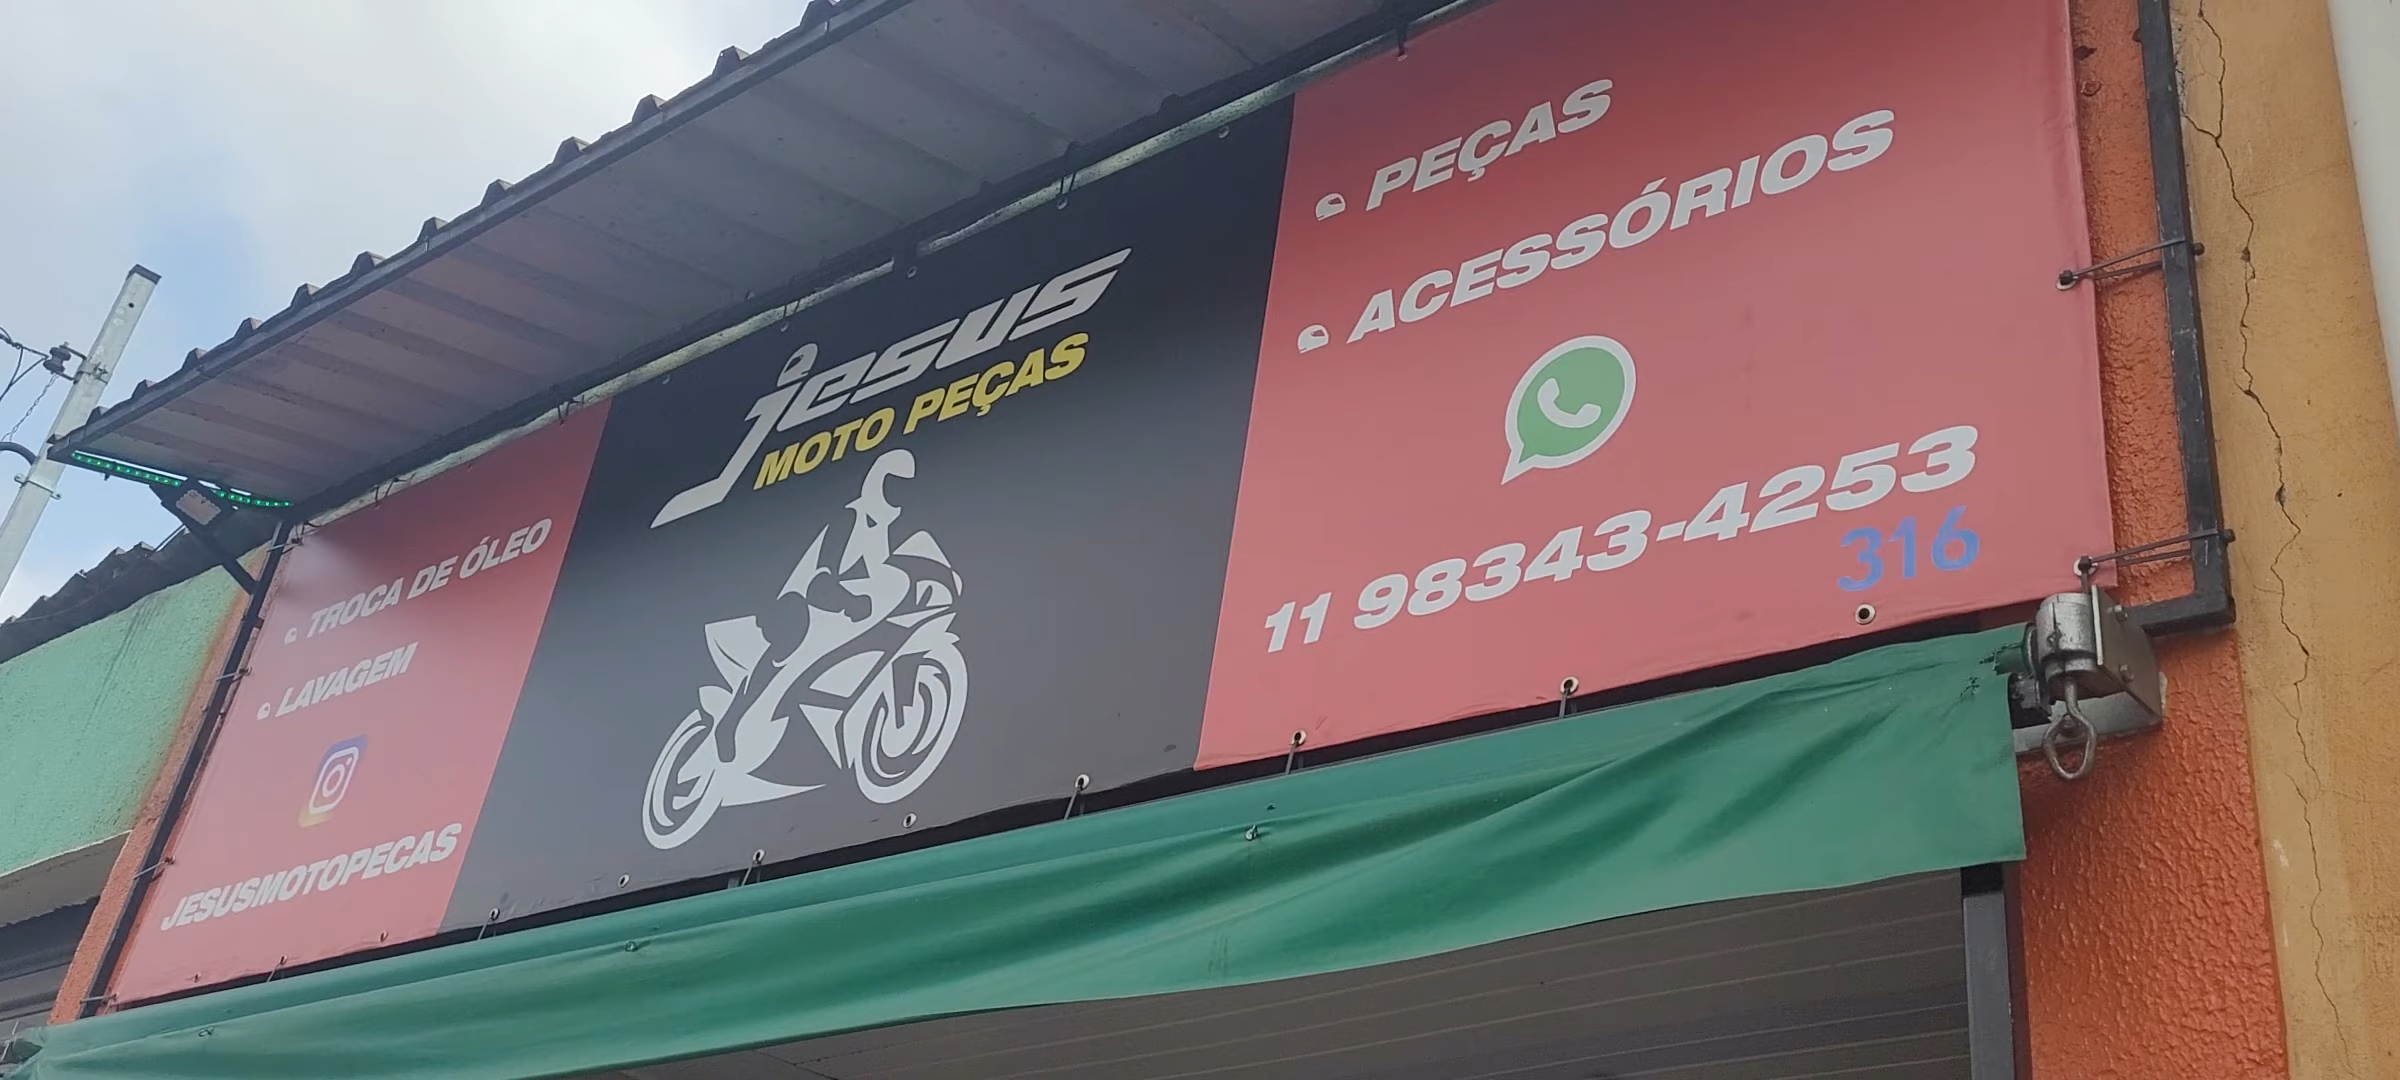 TROCA DE ÓLEO
LAVAGEM
JESUSMOTOPECAS
jesus
MOTO PEÇAS
PEÇAS
ACESSÓRIOS
11 98343-4253
316